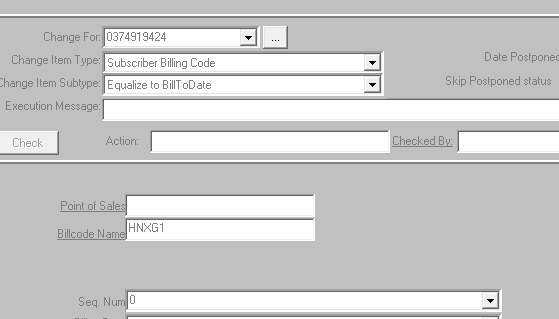 Change For: 0374919424 ...
Change Item Type: Subscriber Billing Code Date Postponed
Change Item Subtype: Equalize to BillToDate Skip Postponed status
Execution Message:
Check Action: Checked By:
Point of Sales
Billcode Name HNXG1
Seq. Num 0